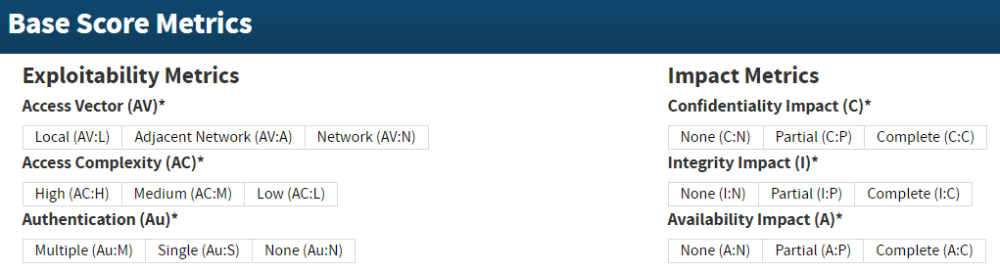 Base Score Metrics
Exploitability Metrics
Access Vector (AV)*
Local (AV:L) Adjacent Network (AV:A) Network (AV:N)
Access Complexity (AC)*
High (AC:H) Medium (AC:M) Low (AC:L)
Authentication (Au)*
Multiple (Au:M) Single (Au:S) None (Au:N)
Impact Metrics
Confidentiality Impact (C)*
None (C:N) Partial (C:P) Complete (C:C)
Integrity Impact (I)*
None (I:N) Partial (I:P) Complete (I:C)
Availability Impact (A)*
None (A:N) Partial (A:P) Complete (A:C)